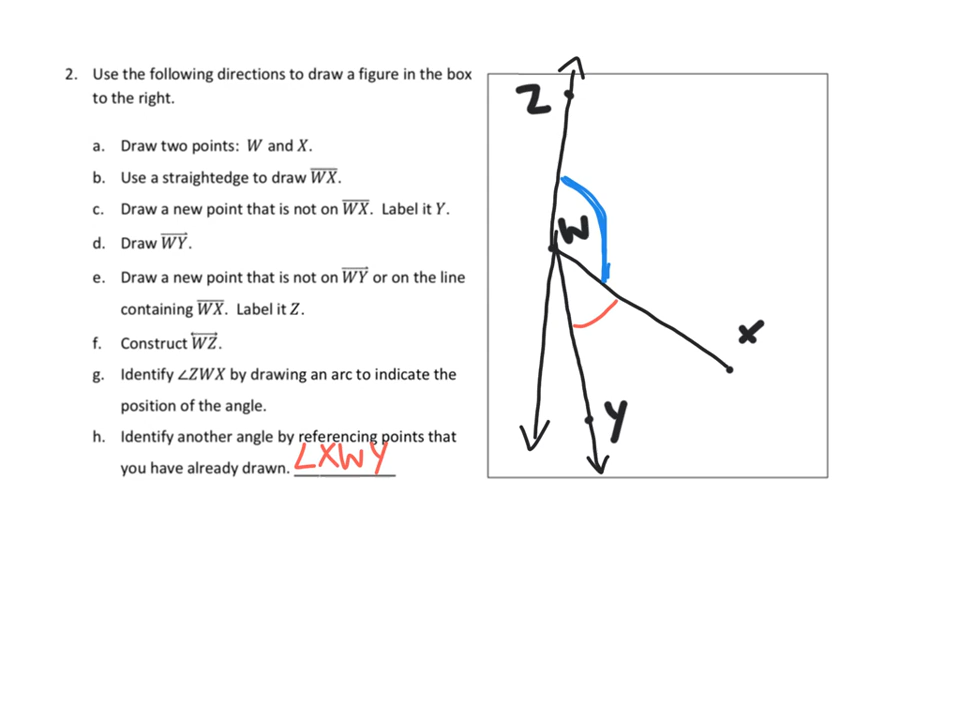 2. Use the following directions to draw a figure in the box
to the right.
a. Draw two points: W and X.
b. Use a straightedge to draw W̅X̅.
c. Draw a new point that is not on W̅X̅. Label it Y.
d. Draw WY⃗.
e. Draw a new point that is not on WY⃗ or on the line
containing W̅X̅. Label it Z.
f. Construct WZ⃡.
g. Identify ∠ZWX by drawing an arc to indicate the
position of the angle.
h. Identify another angle by referencing points that
you have already drawn. ∠XWY
Z
W
X
Y